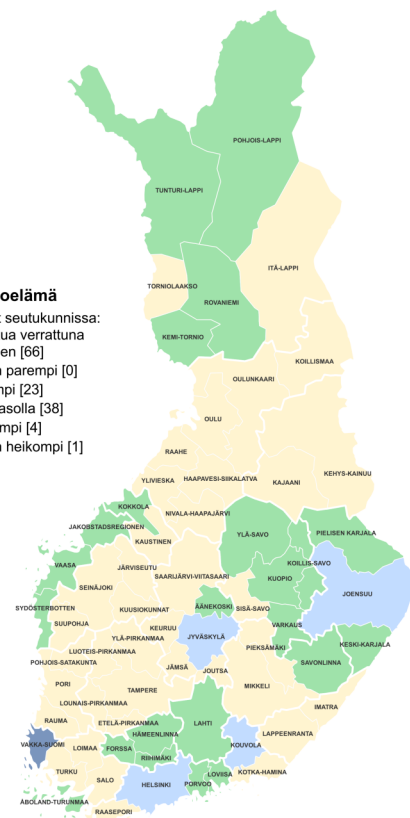 oelämä
t seutukunnissa:
ua verrattuna
en [66]
n parempi [0]
mpi [23]
asolla [38]
mpi [4]
n heikompi [1]
POHJOIS-LAPPI
TUNTURI-LAPPI
ITÄ-LAPPI
TORNIOLAAKSO
ROVANIEMI
KEMI-TORNIO
KOILLISMAA
OULUNKAARI
OULU
RAAHE
KEHYS-KAINUU
YLIVIESKA
HAAPAVESI-SIIKALATVA
KAJAANI
KOKKOLA
NIVALA-HAAPAJÄRVI
JAKOBSTADSREGIONEN
YLÄ-SAVO
PIELISEN KARJALA
KAUSTINEN
VAASA
JÄRVISEUTU
KOILLIS-SAVO
SAARIJÄRVI-VIITASAARI
KUOPIO
SEINÄJOKI
JOENSUU
ÄÄNEKOSKI
SISÄ-SAVO
SYDÖSTERBOTTEN
KUUSIOKUNNAT
SUUPOHJA
KEURUU
VARKAUS
YLÄ-PIRKANMAA
JYVÄSKYLÄ
KESKI-KARJALA
PIEKSÄMÄKI
LUOTEIS-PIRKANMAA
POHJOIS-SATAKUNTA
SAVONLINNA
JÄMSÄ
JOUTSA
PORI
TAMPERE
MIKKELI
LOUNAIS-PIRKANMAA
IMATRA
RAUMA
ETELÄ-PIRKANMAA
LAHTI
HÄMEENLINNA
LAPPEENRANTA
VAKKA-SUOMI
LOIMAA
FORSSA
KOUVOLA
RIIHIMÄKI
TURKU
LOVIISA
KOTKA-HAMINA
SALO
HELSINKI
PORVOO
ÅBOLAND-TURUNMAA
RAASEPORI